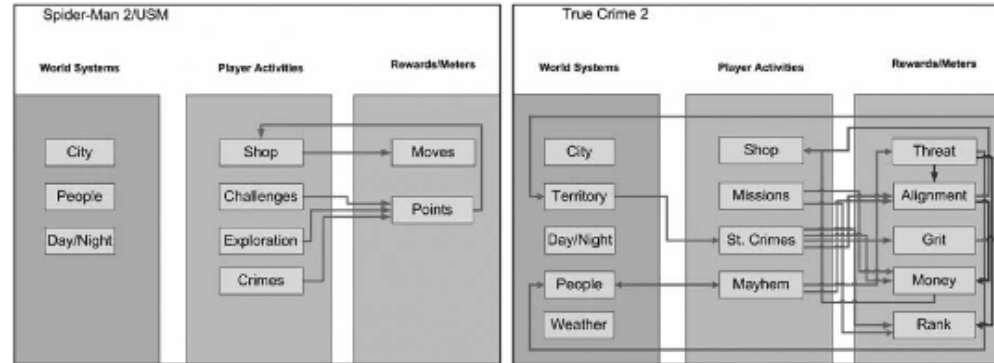 Spider-Man 2/USM
World Systems
Player Activities
Rewards/Meters
City
People
Day/Night
Shop
Challenges
Exploration
Crimes
Moves
Points
True Crime 2
World Systems
Player Activities
Rewards/Meters
City
Territory
Day/Night
People
Weather
Shop
Missions
St. Crimes
Mayhem
Threat
Alignment
Grit
Money
Rank